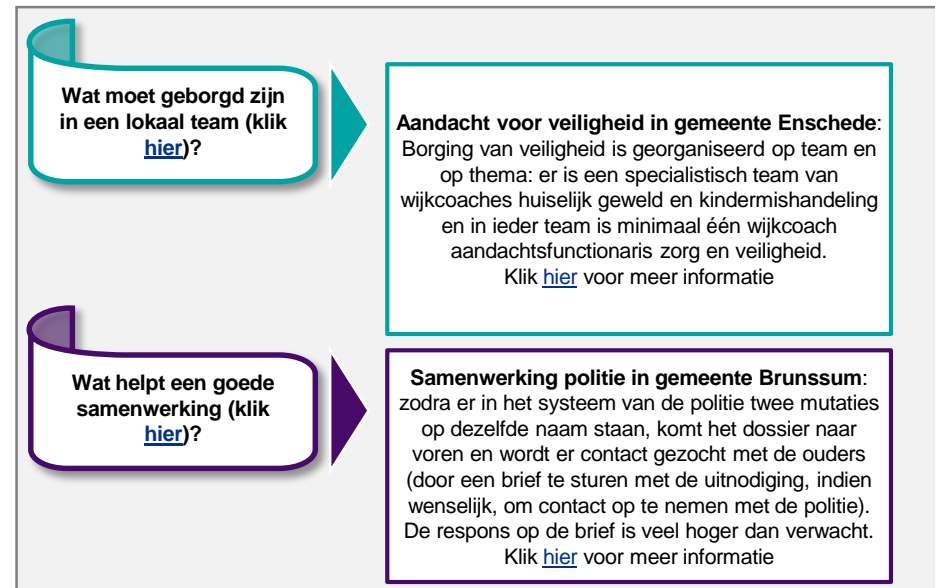 Wat moet geborgd zijn
in een lokaal team (klik
hier)?
Aandacht voor veiligheid in gemeente Enschede:
Borging van veiligheid is georganiseerd op team en
op thema: er is een specialistisch team van
wijkcoaches huiselijk geweld en kindermishandeling
en in ieder team is minimaal één wijkcoach
aandachtsfunctionaris zorg en veiligheid.
Klik hier voor meer informatie
Wat helpt een goede
samenwerking (klik
hier)?
Samenwerking politie in gemeente Brunssum:
zodra er in het systeem van de politie twee mutaties
op dezelfde naam staan, komt het dossier naar
voren en wordt er contact gezocht met de ouders
(door een brief te sturen met de uitnodiging, indien
wenselijk, om contact op te nemen met de politie).
De respons op de brief is veel hoger dan verwacht.
Klik hier voor meer informatie